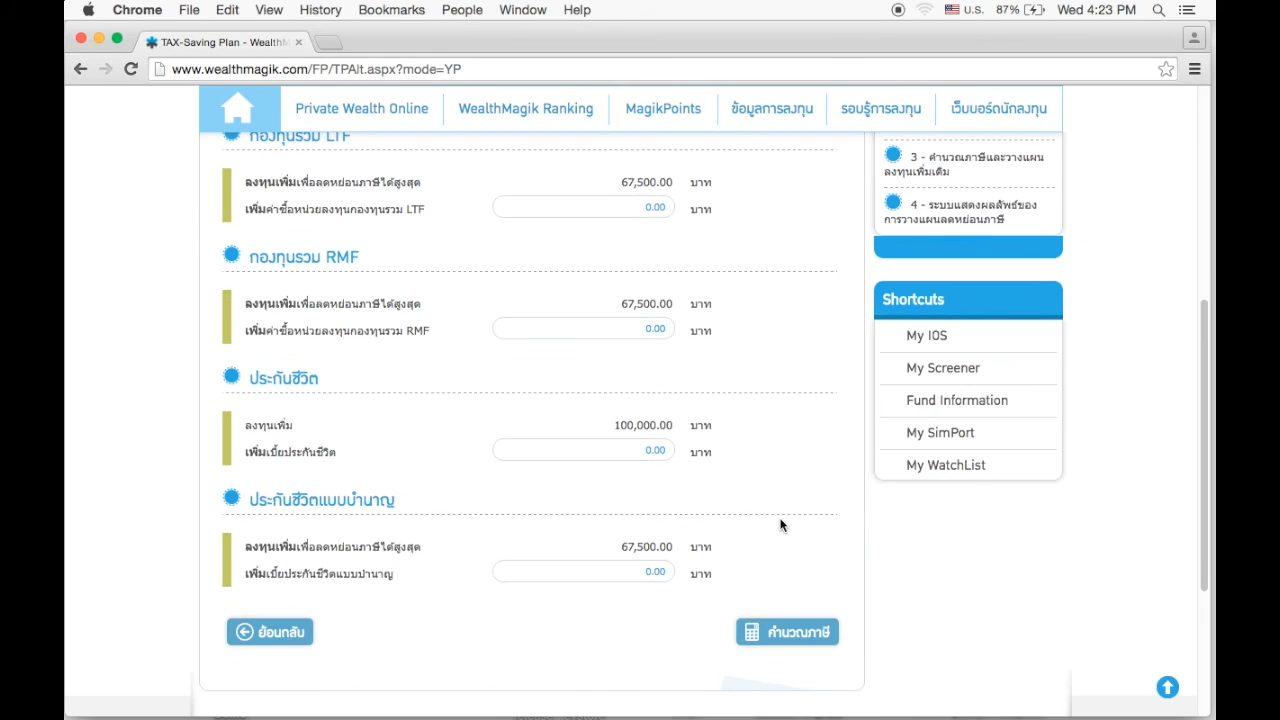 Chrome File Edit View History Bookmarks People Window Help U.S. 87% Wed 4:23 PM
TAX-Saving Plan - WealthM
www.wealthmagik.com/FP/TPAlt.aspx?mode=YP
Private Wealth Online WealthMagik Ranking MagikPoints ข้อมูลการลงทุน รอบรู้การลงทุน เว็บบอร์ดนักลงทุน
กองทุนรวม LTF
ลงทุนเพิ่มเพื่อลดหย่อนภาษีได้สูงสุด 67,500.00 บาท
เพิ่มค่าซื้อหน่วยลงทุนกองทุนรวม LTF 0.00 บาท
กองทุนรวม RMF
ลงทุนเพิ่มเพื่อลดหย่อนภาษีได้สูงสุด 67,500.00 บาท
เพิ่มค่าซื้อหน่วยลงทุนกองทุนรวม RMF 0.00 บาท
ประกันชีวิต
ลงทุนเพิ่ม 100,000.00 บาท
เพิ่มเบี้ยประกันชีวิต 0.00 บาท
ประกันชีวิตแบบบำนาญ
ลงทุนเพิ่มเพื่อลดหย่อนภาษีได้สูงสุด 67,500.00 บาท
เพิ่มเบี้ยประกันชีวิตแบบบำนาญ 0.00 บาท
ย้อนกลับ คำนวณภาษี
3 - คำนวณภาษีและวางแผน
ลงทุนเพิ่มเติม
4 - ระบบแสดงผลลัพธ์ของ
การวางแผนลดหย่อนภาษี
Shortcuts
My IOS
My Screener
Fund Information
My SimPort
My WatchList